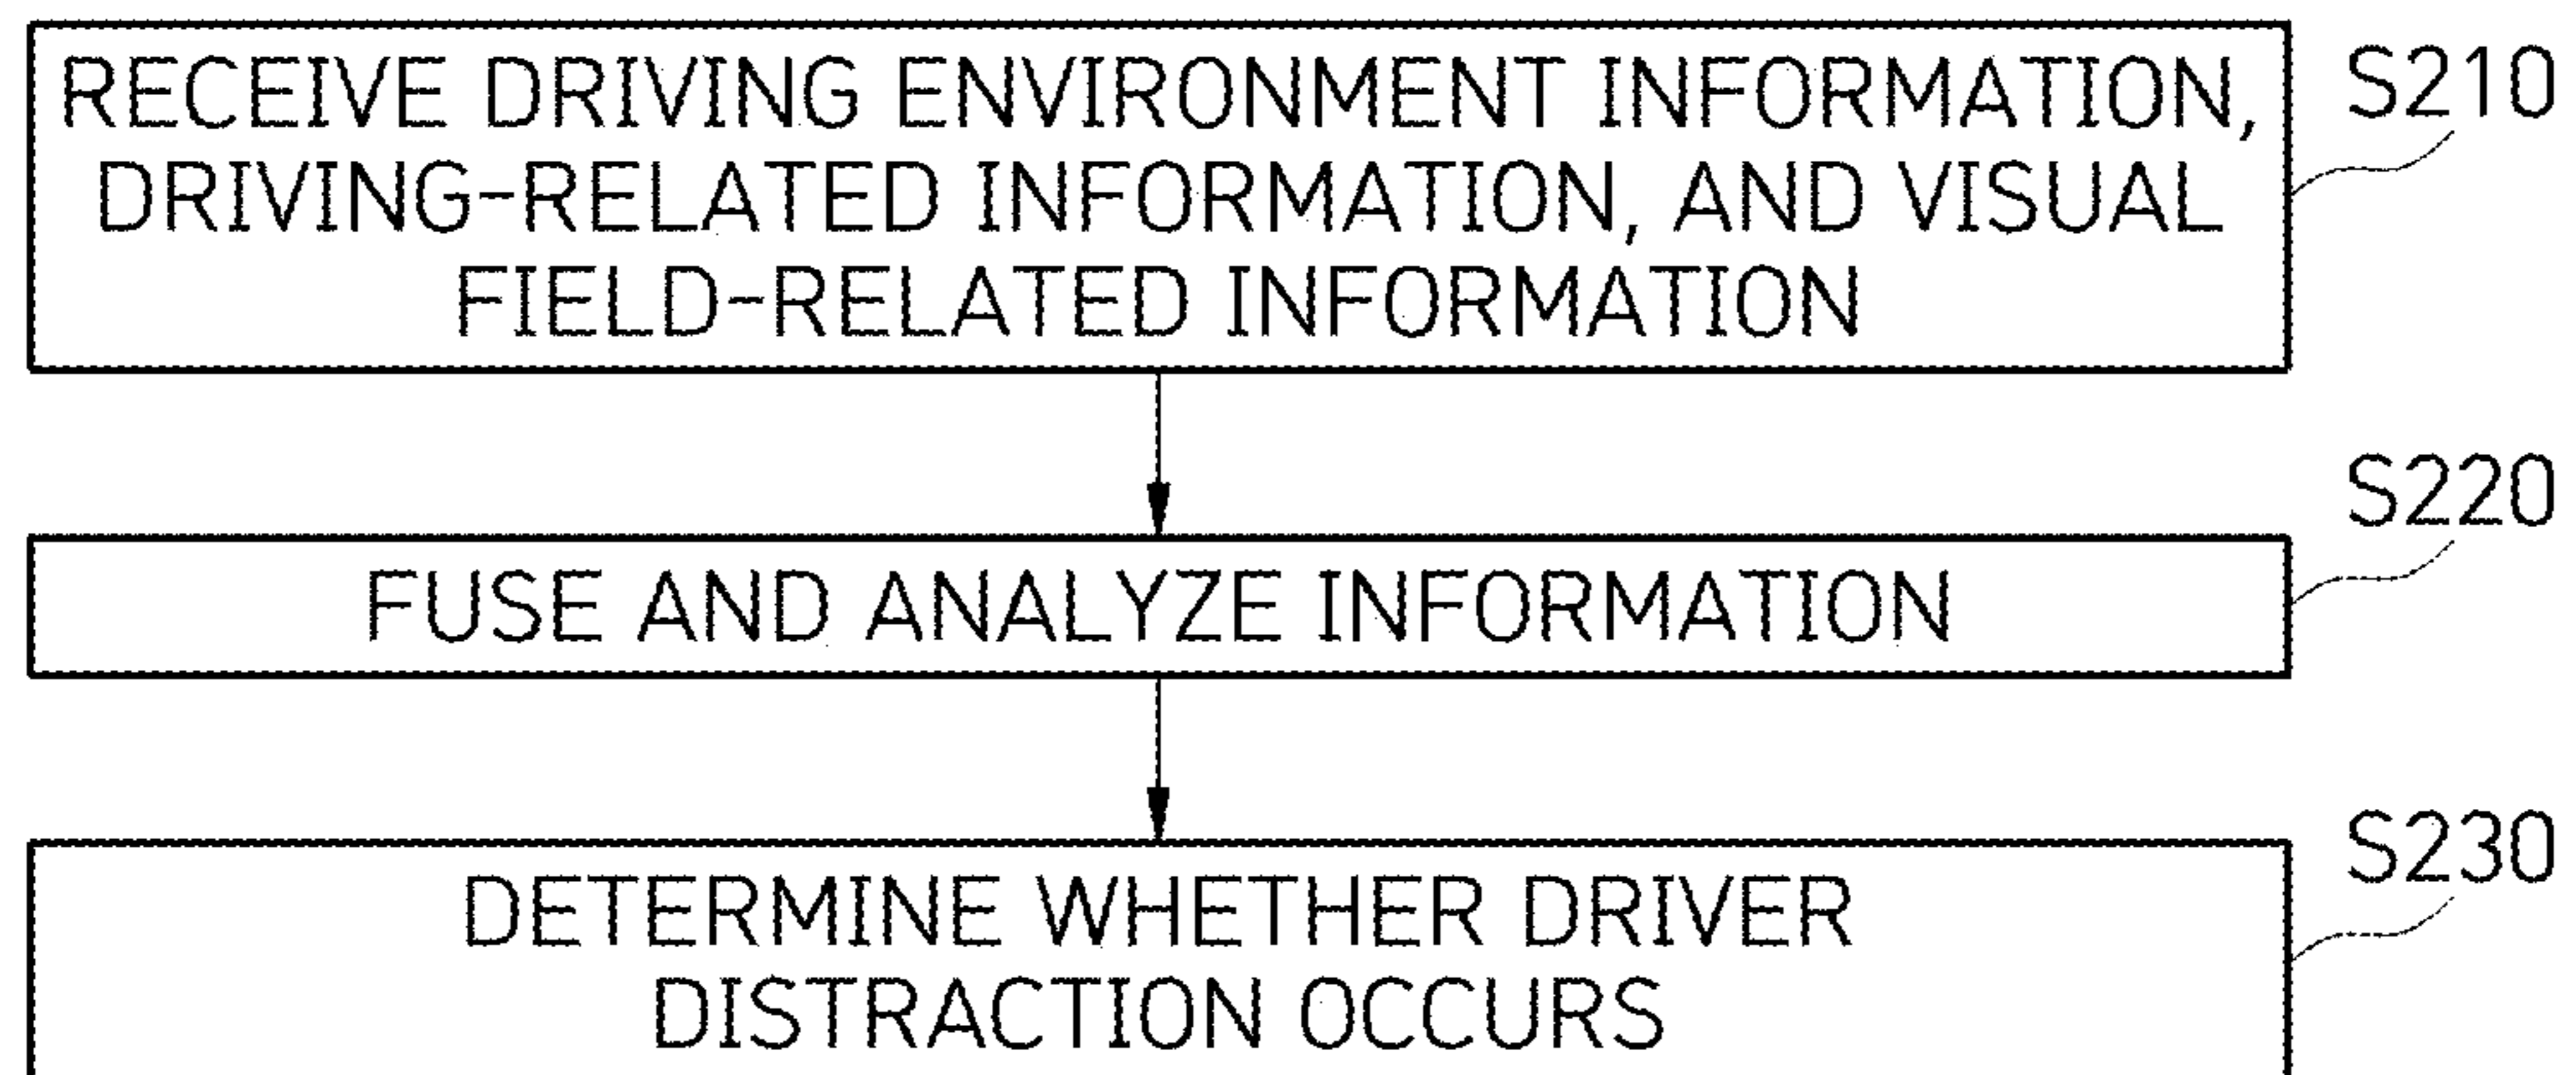 RECEIVE DRIVING ENVIRONMENT INFORMATION,
DRIVING-RELATED INFORMATION, AND VISUAL
FIELD-RELATED INFORMATION
S210
FUSE AND ANALYZE INFORMATION
S220
DETERMINE WHETHER DRIVER
DISTRACTION OCCURS
S230